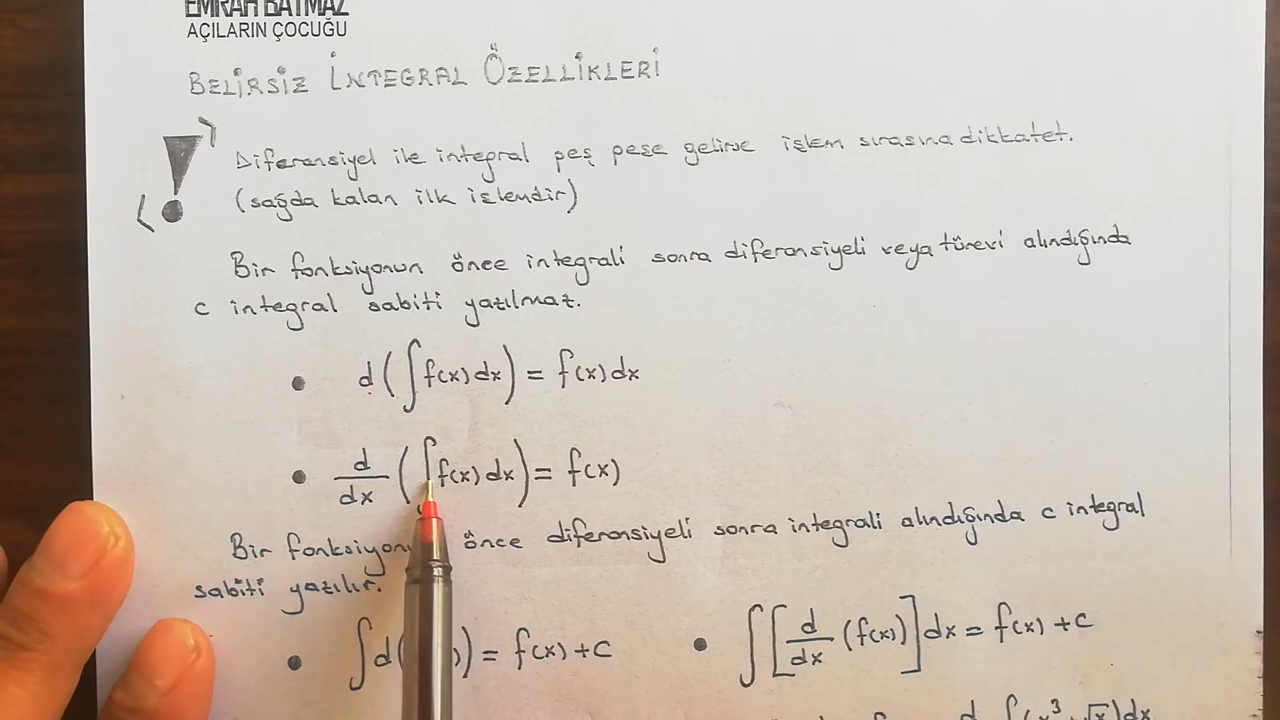 EMRAH BATMAZ
AÇILARIN ÇOCUĞU
BELİRSİZ İNTEGRAL ÖZELLİKLERİ
Diferansiyel ile integral peş peşe gelirse işlem sırasına dikkat et.
(sağda kalan ilk işlemdir)
Bir fonksiyonun önce integrali sonra diferansiyeli veya türevi alındığında
c integral sabiti yazılmaz.
• d(∫f(x)dx) = f(x)dx
• d/dx (∫f(x)dx) = f(x)
Bir önce diferansiyeli sonra integrali alındığında c integral
sabiti yazılır.
• ∫d( ) = f(x)+c • ∫[d/dx (f(x))]dx = f(x)+c